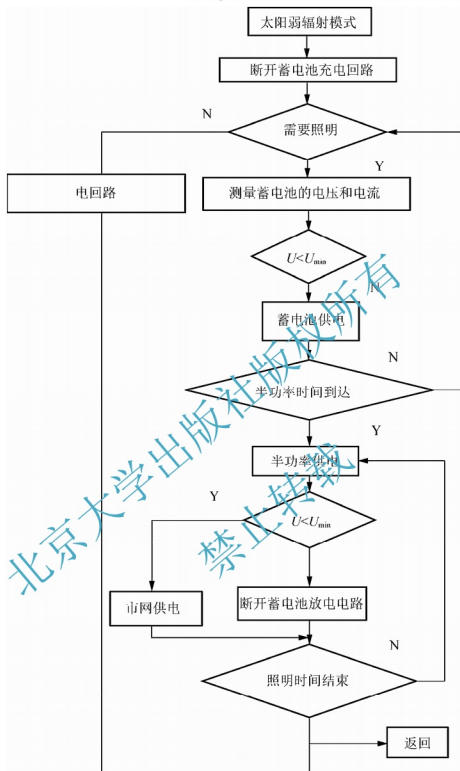 太阳弱辐射模式
断开蓄电池充电回路
N
需要照明
Y
电回路
测量蓄电池的电压和电流
U<Umin
N
蓄电池供电
N
半功率时间到达
Y
半功率供电
Y
U<Umin
市网供电
断开蓄电池放电电路
N
照明时间结束
返回
北京大学出版社版权所有
禁止转载